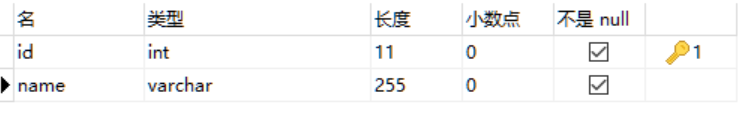 名 类型 长度 小数点 不是 null
id int 11 0 1
name varchar 255 0